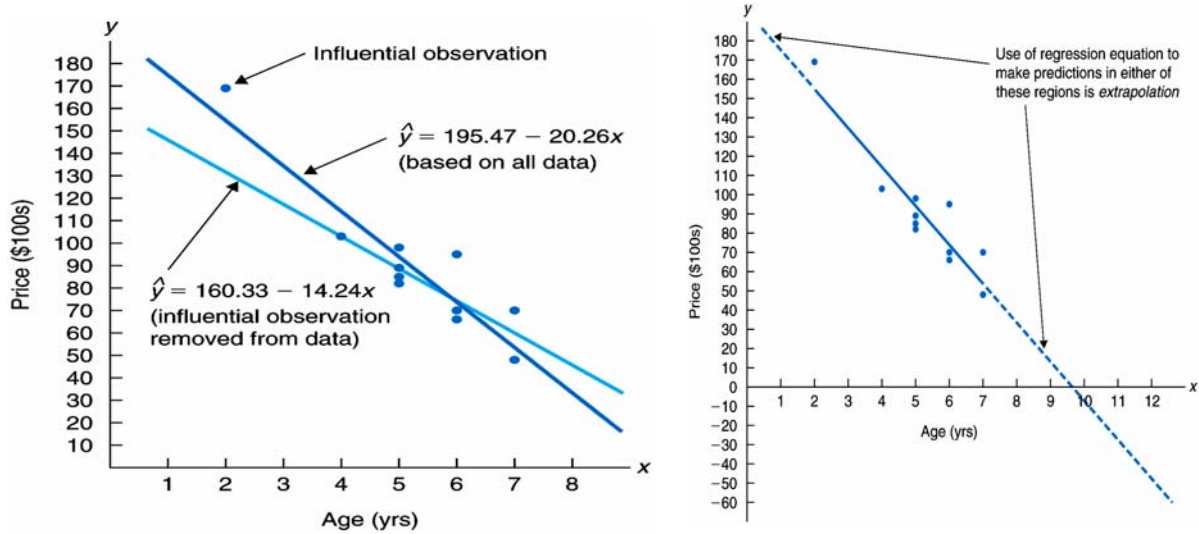 y
Influential observation
180
170
160
150
140
130
120
110
100
90
80
70
60
50
40
30
20
10
ŷ = 195.47 − 20.26x
(based on all data)
ŷ = 160.33 − 14.24x
(influential observation
removed from data)
Price ($100s)
1 2 3 4 5 6 7 8
x
Age (yrs)
y
Use of regression equation to
make predictions in either of
these regions is extrapolation
180
170
160
150
140
130
120
110
100
90
80
70
60
50
40
30
20
10
0
−10
−20
−30
−40
−50
−60
Price ($100s)
1 2 3 4 5 6 7 8 9 10 11 12
x
Age (yrs)